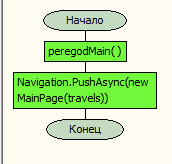 Начало
peregodMain( )
Navigation.PushAsync(new
MainPage(travels))
Конец